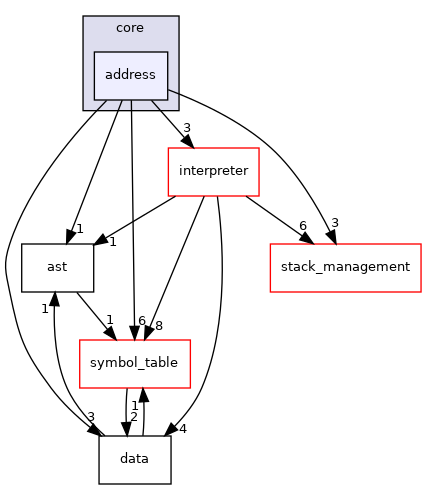 core
address
3
interpreter
1
1
6
3
ast
stack_management
1
1
6
8
symbol_table
3
1
2
4
data